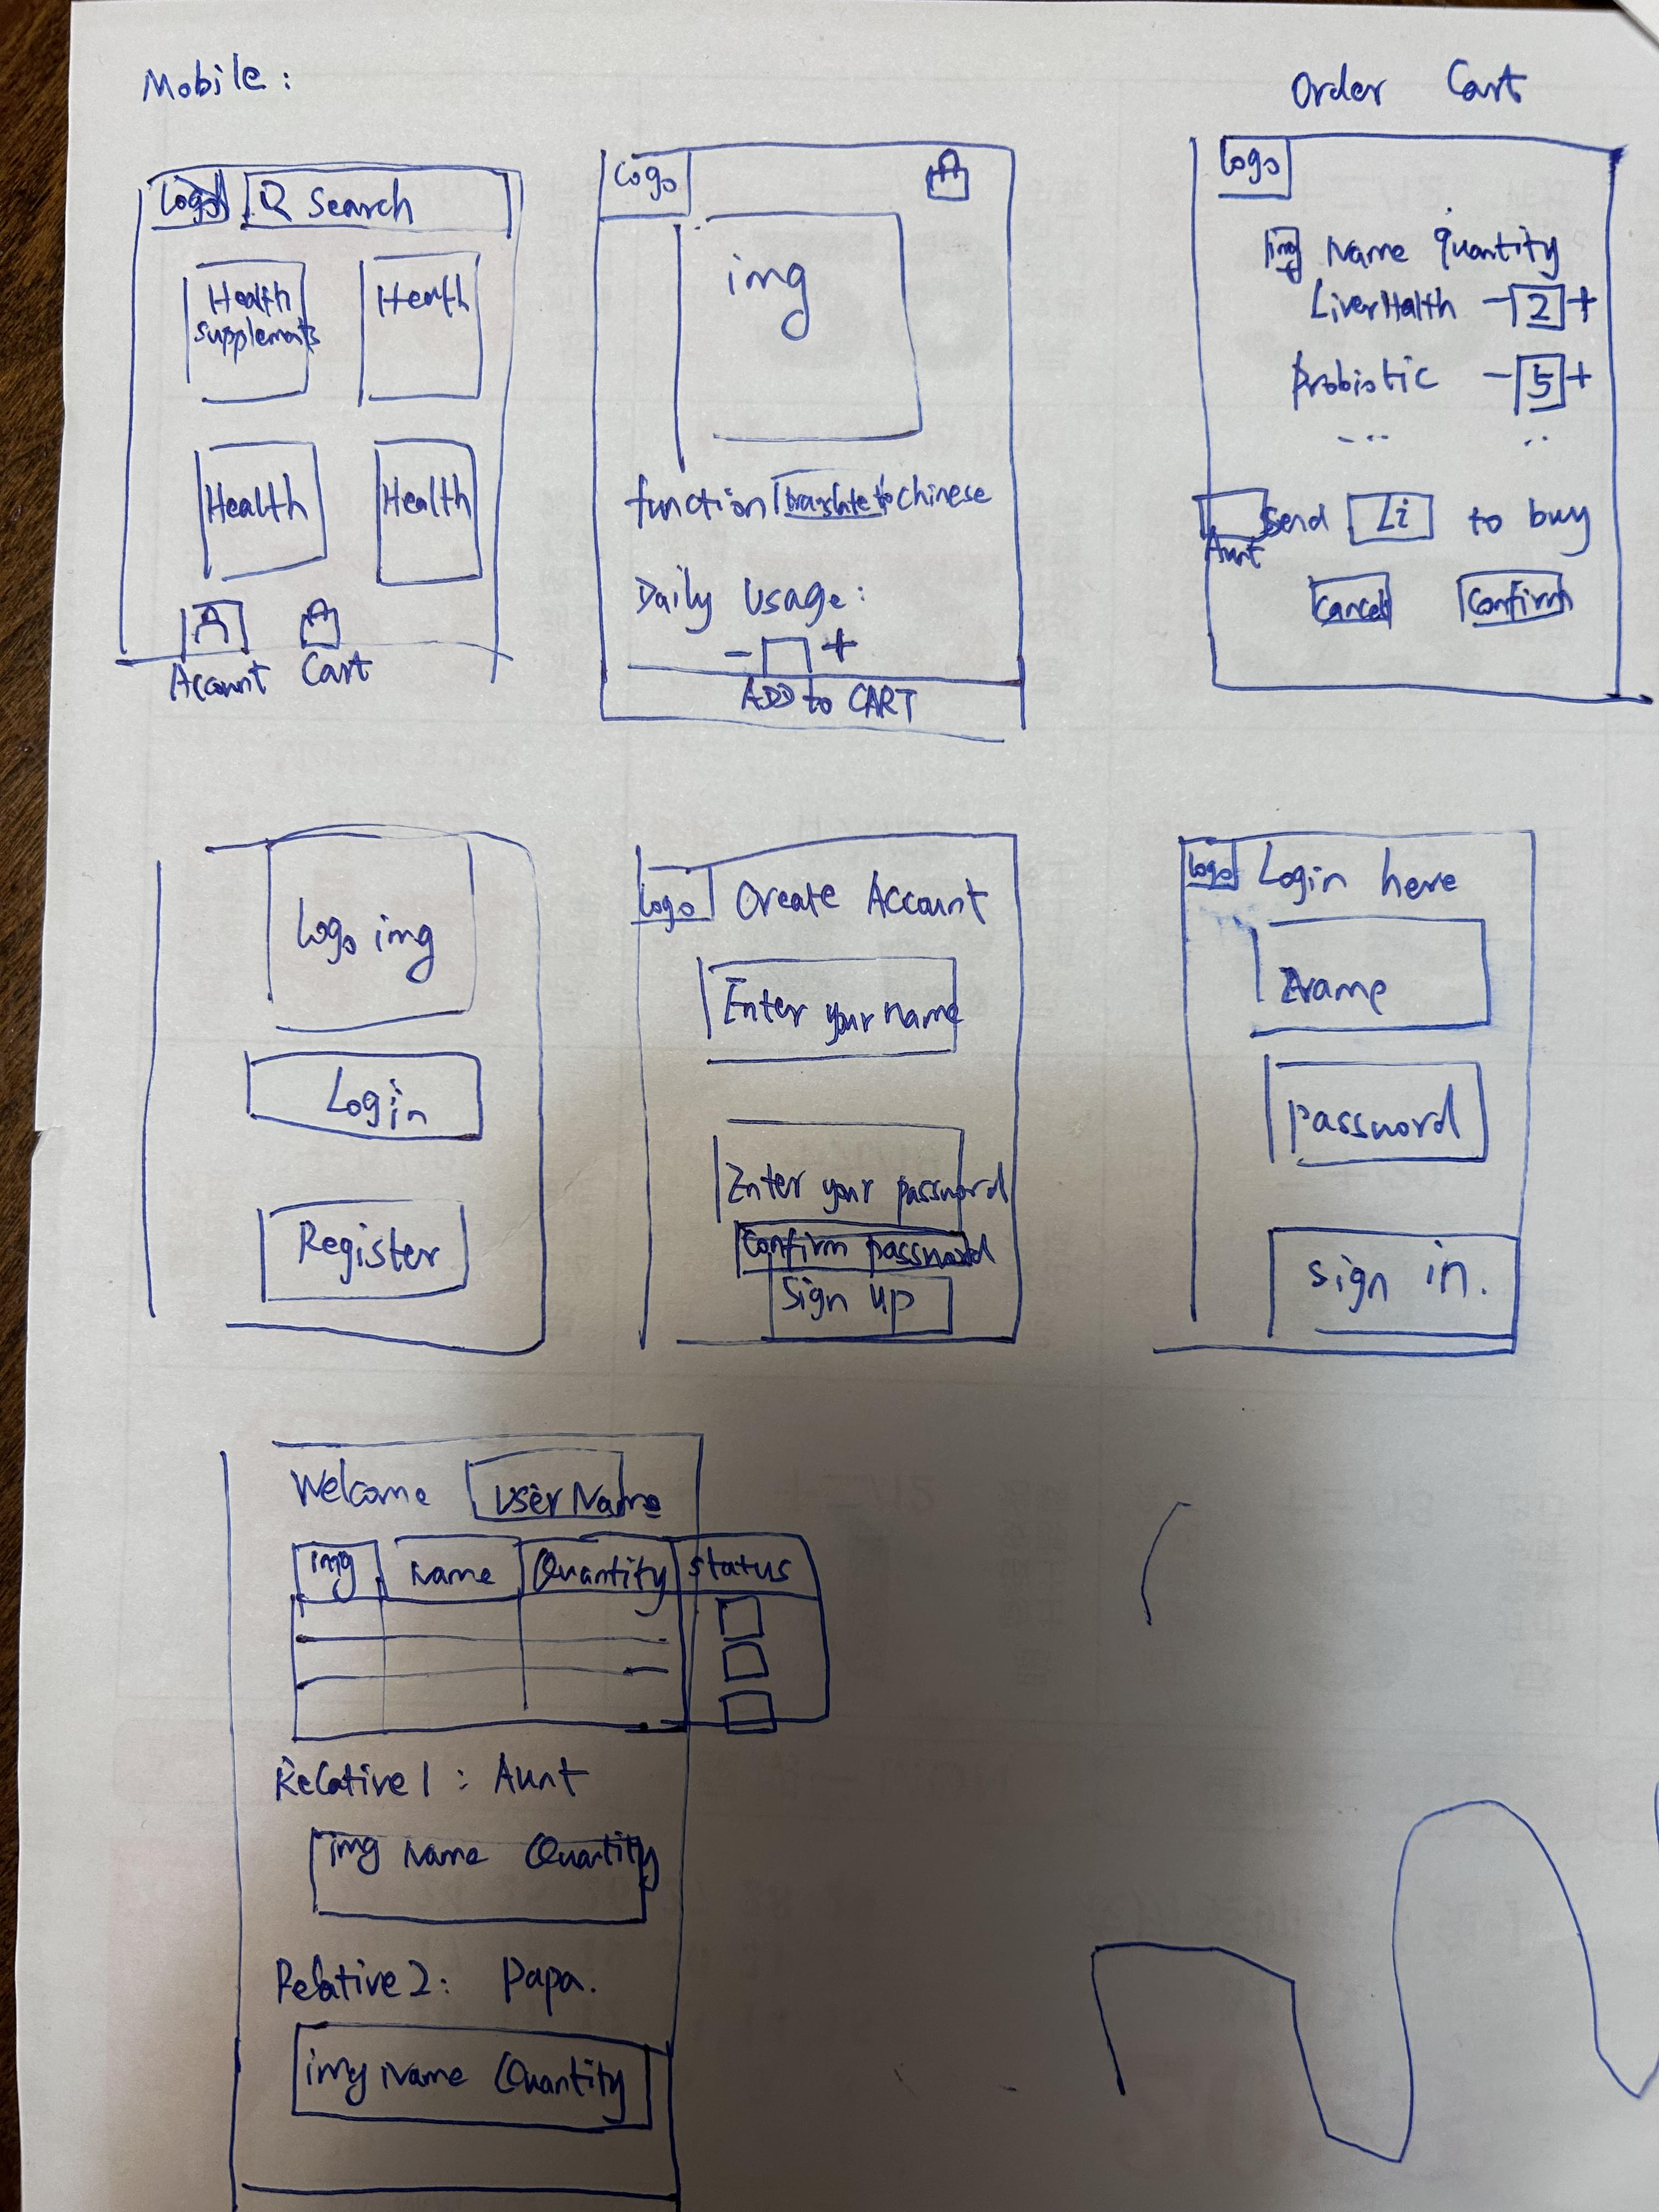 Mobile:
Order Cart
Logo Search
Health
supplements
Health
Health
Health
Account Cart
Logo
img
function translate to chinese
Daily Usage:
- +
ADD to CART
Logo
img Name Quantity
LiverHalth - 2 +
Probiotic - 5 +
--- ..
Aunt
Send Li to buy
Cancel Confirm
Logo img
Login
Register
Logo Create Account
Enter your name
Enter your password
Confirm password
Sign up
Logo Login here
name
password
sign in.
Welcome UserName
img Name Quantity status
Relative 1: Aunt
img Name Quantity
Relative 2: Papa.
img Name Quantity